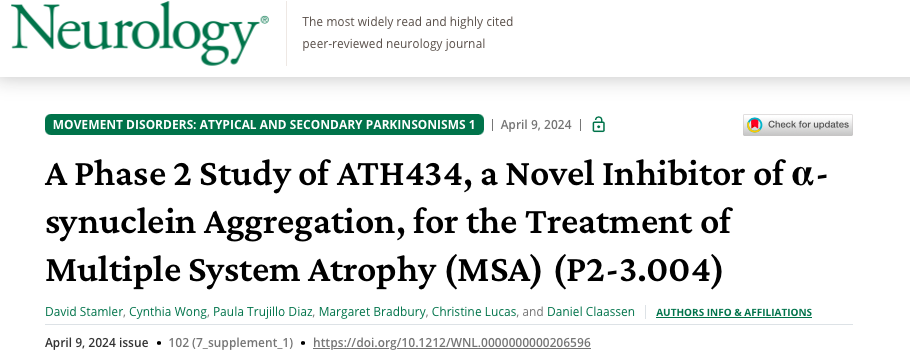 Neurology®
The most widely read and highly cited
peer-reviewed neurology journal
MOVEMENT DISORDERS: ATYPICAL AND SECONDARY PARKINSONISMS 1 | April 9, 2024 |
Check for updates
A Phase 2 Study of ATH434, a Novel Inhibitor of α-
synuclein Aggregation, for the Treatment of
Multiple System Atrophy (MSA) (P2-3.004)
David Stamler, Cynthia Wong, Paula Trujillo Diaz, Margaret Bradbury, Christine Lucas, and Daniel Claassen | AUTHORS INFO & AFFILIATIONS
April 9, 2024 issue • 102 (7_supplement_1) • https://doi.org/10.1212/WNL.0000000000206596